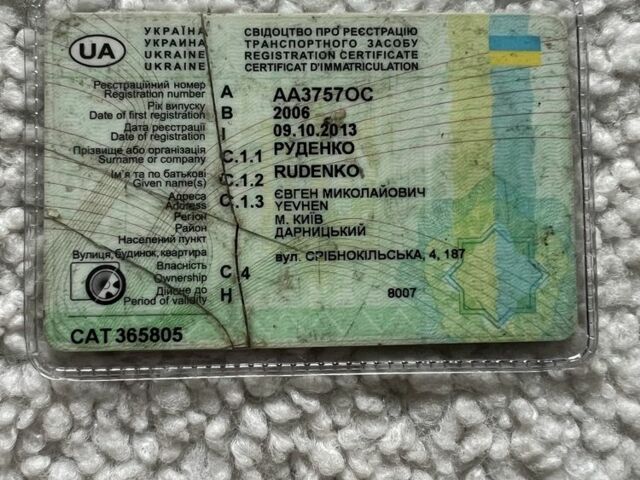 UA
УКРАЇНА СВІДОЦТВО ПРО РЕЄСТРАЦІЮ
УКРАИНА ТРАНСПОРТНОГО ЗАСОБУ
UKRAINE REGISTRATION CERTIFICATE
UKRAINE CERTIFICAT D'IMMATRICULATION
Реєстраційний номер
Registration number A AA3757OC
Рік випуску
Date of first registration B 2006
Дата реєстрації
Date of registration I 09.10.2013
Прізвище або організація
Surname or company C.1.1 РУДЕНКО
RUDENKO
Ім'я та по батькові
Given name(s) C.1.2 ЄВГЕН МИКОЛАЙОВИЧ
YEVHEN
Адреса
Address C.1.3 М. КИЇВ
Регіон
Район ДАРНИЦЬКИЙ
Населений пункт
Вулиця, будинок, квартира вул. СРІБНОКІЛЬСЬКА, 4, 187
Власність
Ownership C 4
Дійсне до
Period of validity H 8007
CAT 365805